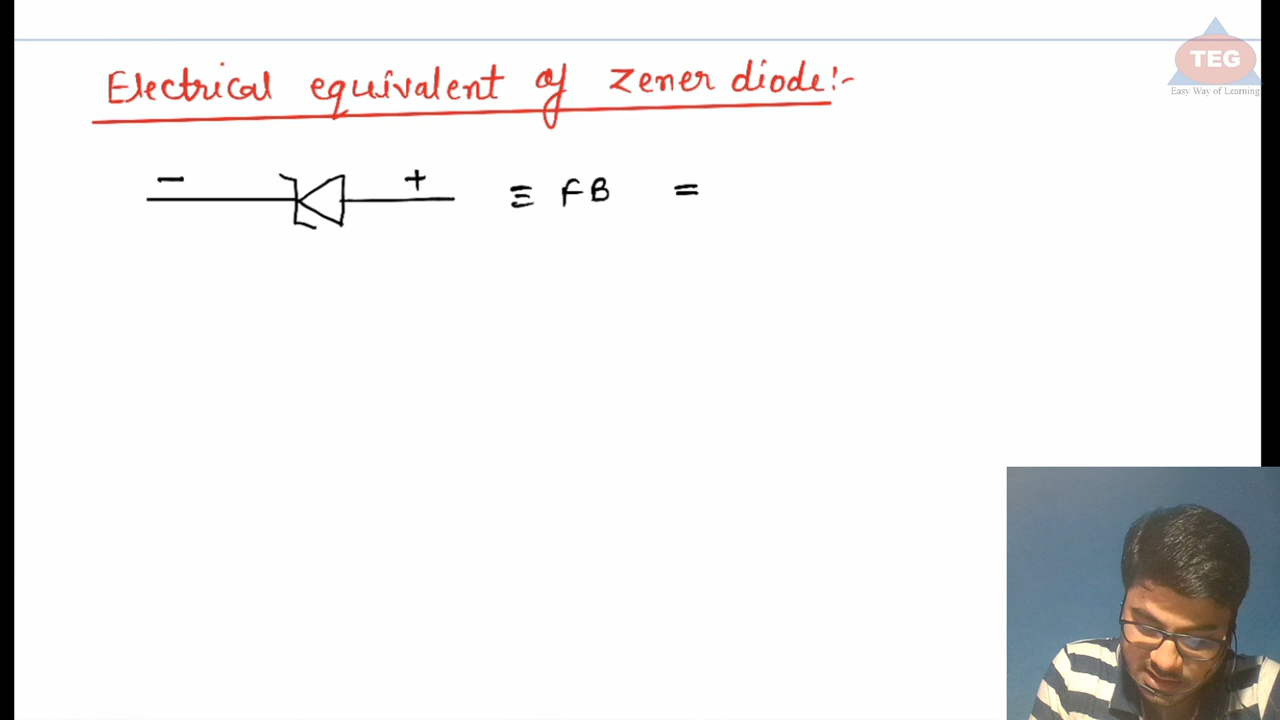 TEG
Easy Way of Learning
Electrical equivalent of Zener diode:-
- + ≡ FB =